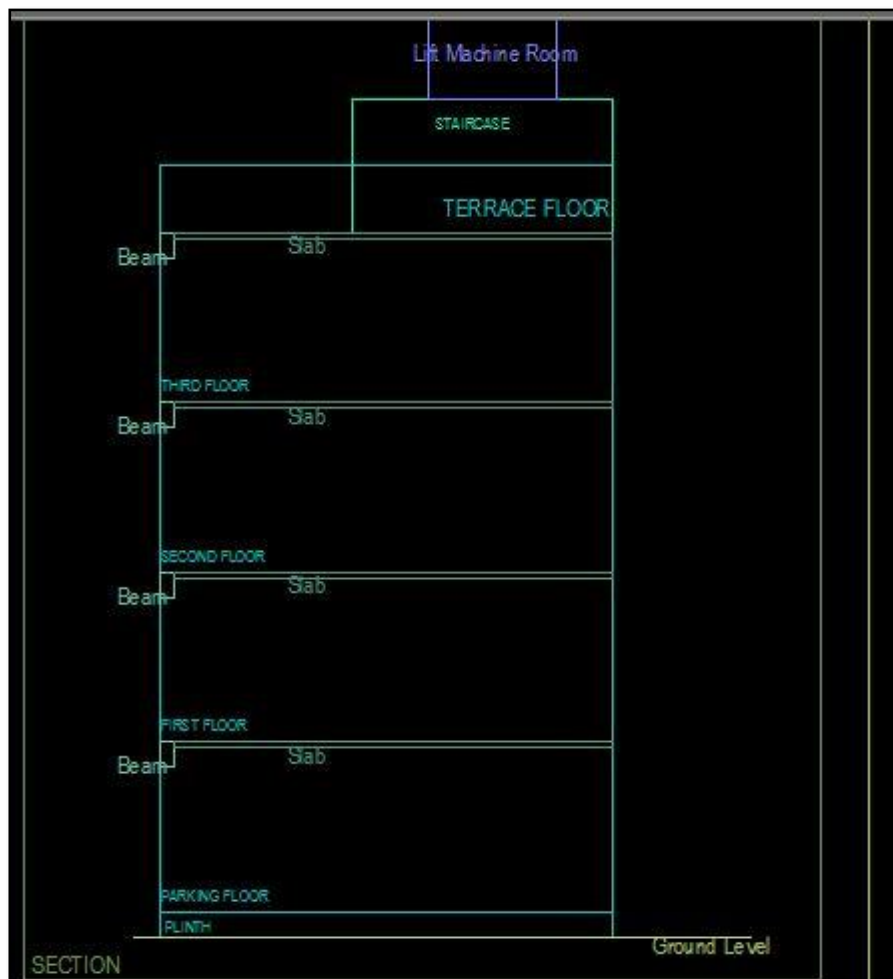 Lift Machine Room
STAIRCASE
TERRACE FLOOR
Slab
Beam
THIRD FLOOR
Slab
Beam
SECOND FLOOR
Slab
Beam
FIRST FLOOR
Slab
Beam
PARKING FLOOR
PLINTH
Ground Level
SECTION